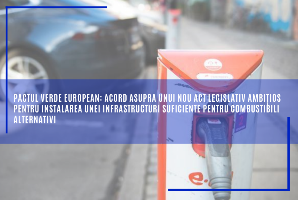 PACTUL VERDE EUROPEAN: ACORD ASUPRA UNUI NOU ACT LEGISLATIV AMBIȚIOS
PENTRU INSTALAREA UNEI INFRASTRUCTURI SUFICIENTE PENTRU COMBUSTIBILI
ALTERNATIVI
e.